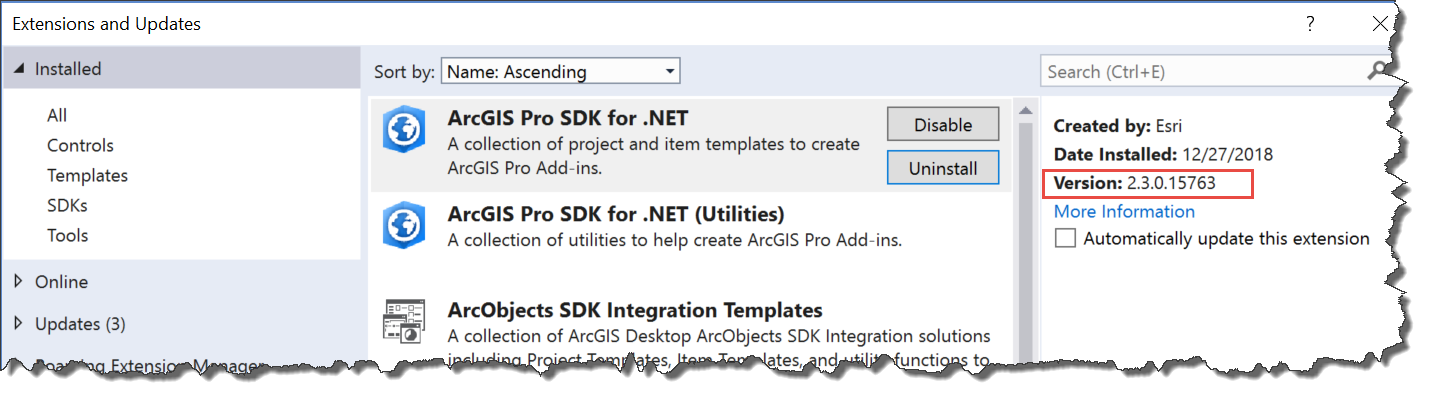 Extensions and Updates
?
Installed
All
Controls
Templates
SDKs
Tools
Online
Updates (3)
Roaming Extension Manager
Sort by: Name: Ascending
ArcGIS Pro SDK for .NET
A collection of project and item templates to create
ArcGIS Pro Add-ins.
Disable
Uninstall
ArcGIS Pro SDK for .NET (Utilities)
A collection of utilities to help create ArcGIS Pro Add-ins.
ArcObjects SDK Integration Templates
A collection of ArcGIS Desktop ArcObjects SDK Integration solutions
including Project Templates, Item Templates, and utility functions to
Search (Ctrl+E)
Created by: Esri
Date Installed: 12/27/2018
Version: 2.3.0.15763
More Information
Automatically update this extension